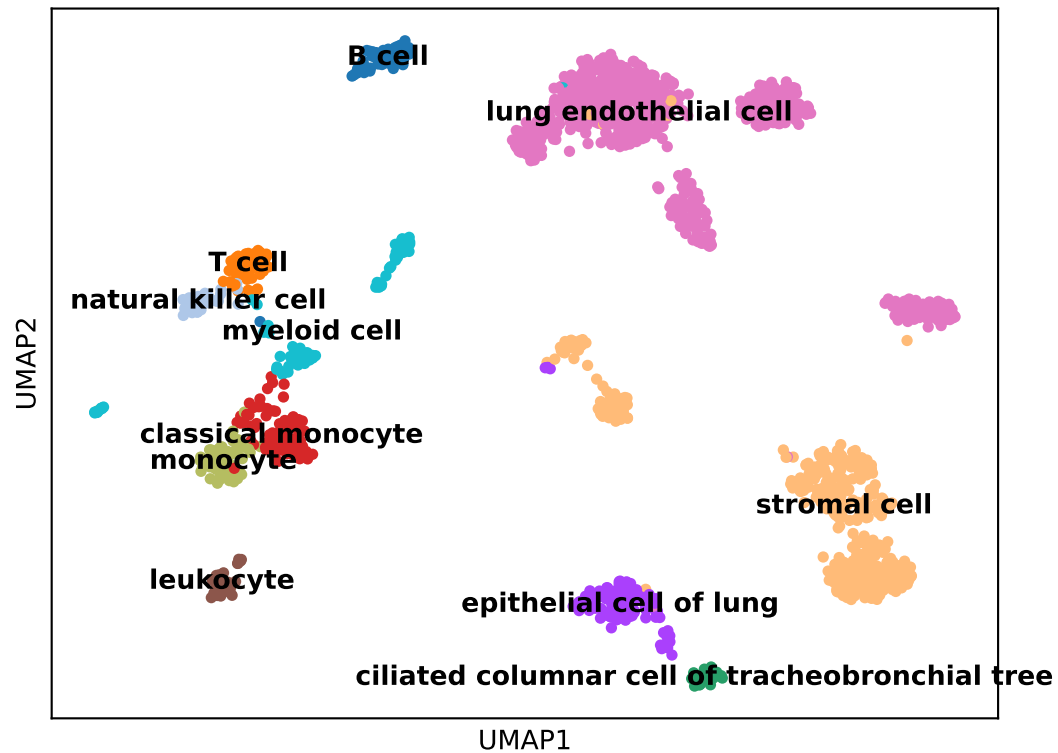 B cell
lung endothelial cell
T cell
natural killer cell
myeloid cell
classical monocyte
monocyte
stromal cell
leukocyte
epithelial cell of lung
ciliated columnar cell of tracheobronchial tree
UMAP2
UMAP1